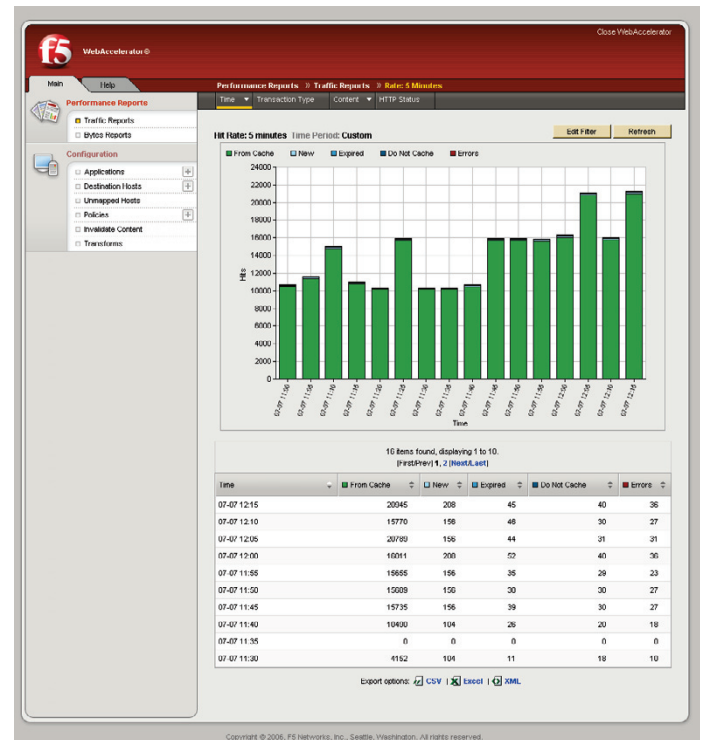 Close WebAccelerator
f5 WebAccelerator®
Main Help
Performance Reports » Traffic Reports » Rate: 5 Minutes
Time Transaction Type Content HTTP Status
Performance Reports
Traffic Reports
Bytes Reports
Configuration
Applications
Destination Hosts
Unmapped Hosts
Policies
Invalidate Content
Transforms
Hit Rate: 5 minutes Time Period: Custom
Edit Filter Refresh
From Cache New Expired Do Not Cache Errors
24000
22000
20000
18000
16000
14000
12000
10000
8000
6000
4000
2000
0
Hits
Time
16 items found, displaying 1 to 10.
[First/Prev] 1, 2 [Next/Last]
Time From Cache New Expired Do Not Cache Errors
07-07 12:15 20945 208 45 40 36
07-07 12:10 15770 156 46 30 27
07-07 12:05 20789 156 44 31 31
07-07 12:00 16011 208 52 40 36
07-07 11:55 15655 156 35 29 23
07-07 11:50 156 30 27
07-07 11:45 15735 156 39 30 27
07-07 11:40 10400 104 26 20 18
07-07 11:35 0 0 0 0 0
07-07 11:30 4152 104 11 18 10
Export options: CSV | Excel | XML
Copyright © 2006, F5 Networks, Inc., Seattle, Washington. All rights reserved.